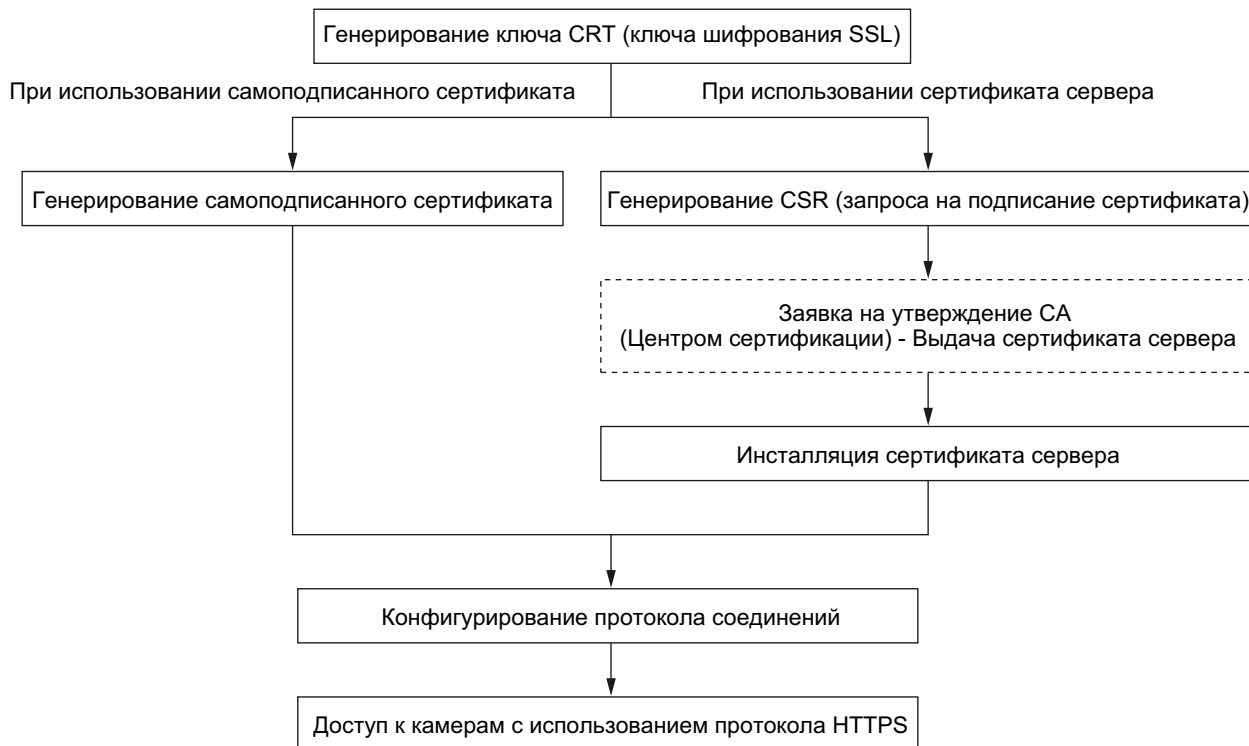 Генерирование ключа CRT (ключа шифрования SSL)
При использовании самоподписанного сертификата
При использовании сертификата сервера
Генерирование самоподписанного сертификата
Генерирование CSR (запроса на подписание сертификата)
Заявка на утверждение CA
(Центром сертификации) - Выдача сертификата сервера
Инсталляция сертификата сервера
Конфигурирование протокола соединений
Доступ к камерам с использованием протокола HTTPS